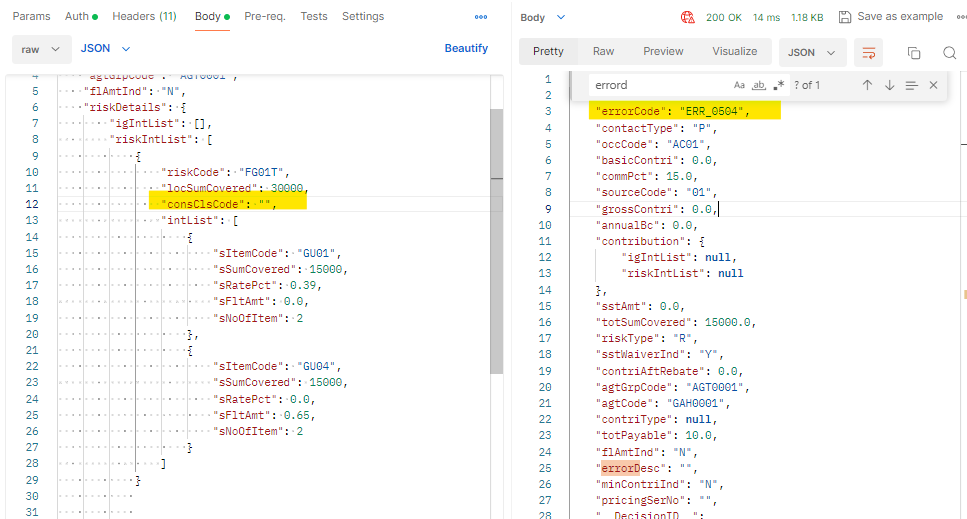 Params Auth Headers (11) Body Pre-req. Tests Settings
raw JSON Beautify
4 "agtGrpCode": "AGT0001",
5 "flAmtInd": "N",
6 "riskDetails": {
7 "igIntList": [],
8 "riskIntList": [
9 {
10 "riskCode": "FG01T",
11 "locSumCovered": 30000,
12 "consClsCode": "",
13 "intList": [
14 {
15 "sItemCode": "GU01",
16 "sSumCovered": 15000,
17 "sRatePct": 0.39,
18 "sFltAmt": 0.0,
19 "sNoOfItem": 2
20 },
21 {
22 "sItemCode": "GU04",
23 "sSumCovered": 15000,
24 "sRatePct": 0.0,
25 "sFltAmt": 0.65,
26 "sNoOfItem": 2
27 }
28 ]
29 }
30
31
Body 200 OK 14 ms 1.18 KB Save as example
Pretty Raw Preview Visualize JSON
errord Aa ab ? of 1
1
2
3 "errorCode": "ERR_0504",
4 "contactType": "P",
5 "occCode": "AC01",
6 "basicContri": 0.0,
7 "commPct": 15.0,
8 "sourceCode": "01",
9 "grossContri": 0.0,
10 "annualBc": 0.0,
11 "contribution": {
12 "igIntList": null,
13 "riskIntList": null
14 },
15 "sstAmt": 0.0,
16 "totSumCovered": 15000.0,
17 "riskType": "R",
18 "sstWaiverInd": "Y",
19 "contriAftRebate": 0.0,
20 "agtGrpCode": "AGT0001",
21 "agtCode": "GAH0001",
22 "contriType": null,
23 "totPayable": 10.0,
24 "flAmtInd": "N",
25 "errorDesc": "",
26 "minContriInd": "N",
27 "pricingSerNo": "",
28 "__DecisionID__":